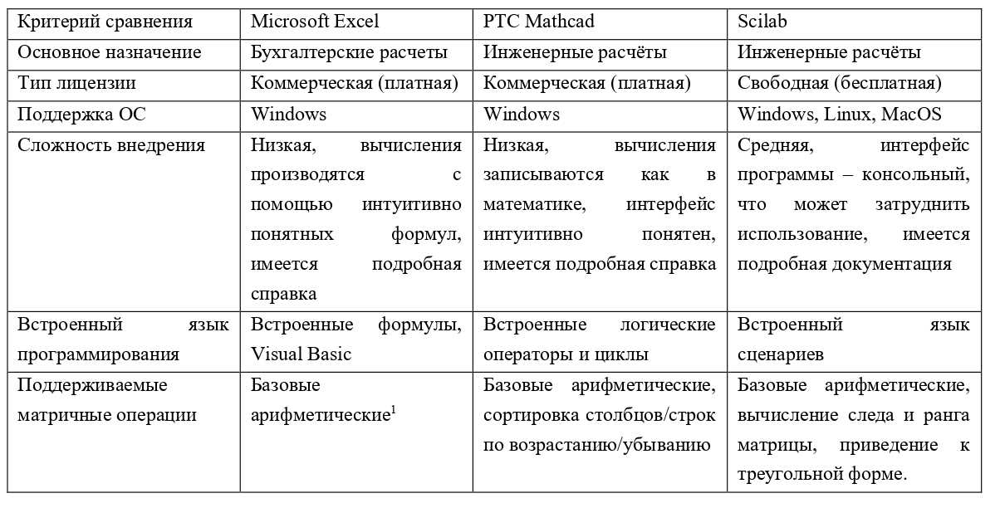 Критерий сравнения
Microsoft Excel
PTC Mathcad
Scilab
Основное назначение
Бухгалтерские расчеты
Инженерные расчёты
Инженерные расчёты
Тип лицензии
Коммерческая (платная)
Коммерческая (платная)
Свободная (бесплатная)
Поддержка ОС
Windows
Windows
Windows, Linux, MacOS
Сложность внедрения
Низкая, вычисления
производятся с
помощью интуитивно
понятных формул,
имеется подробная
справка
Низкая, вычисления
записываются как в
математике, интерфейс
интуитивно понятен,
имеется подробная справка
Средняя, интерфейс
программы – консольный,
что может затруднить
использование, имеется
подробная документация
Встроенный язык
программирования
Встроенные формулы,
Visual Basic
Встроенные логические
операторы и циклы
Встроенный язык
сценариев
Поддерживаемые
матричные операции
Базовые
арифметические¹
Базовые арифметические,
сортировка столбцов/строк
по возрастанию/убыванию
Базовые арифметические,
вычисление следа и ранга
матрицы, приведение к
треугольной форме.